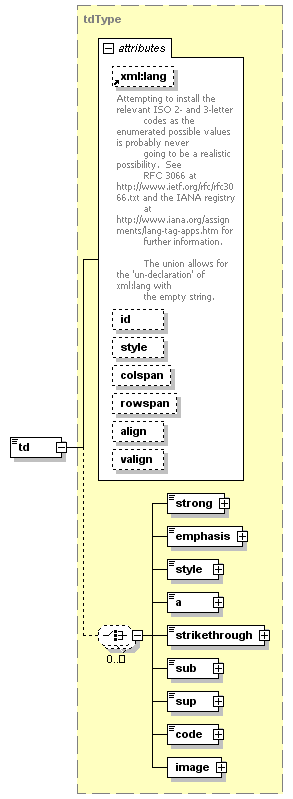 tdType
attributes
xml:lang
Attempting to install the
relevant ISO 2- and 3-letter
codes as the
enumerated possible values
is probably never
going to be a realistic
possibility. See
RFC 3066 at
http://www.ietf.org/rfc/rfc30
66.txt and the IANA registry
at
http://www.iana.org/assign
ments/lang-tag-apps.htm for
further information.
The union allows for
the 'un-declaration' of
xml:lang with
the empty string.
id
style
colspan
rowspan
align
valign
td
strong
emphasis
style
a
strikethrough
0..□
sub
sup
code
image